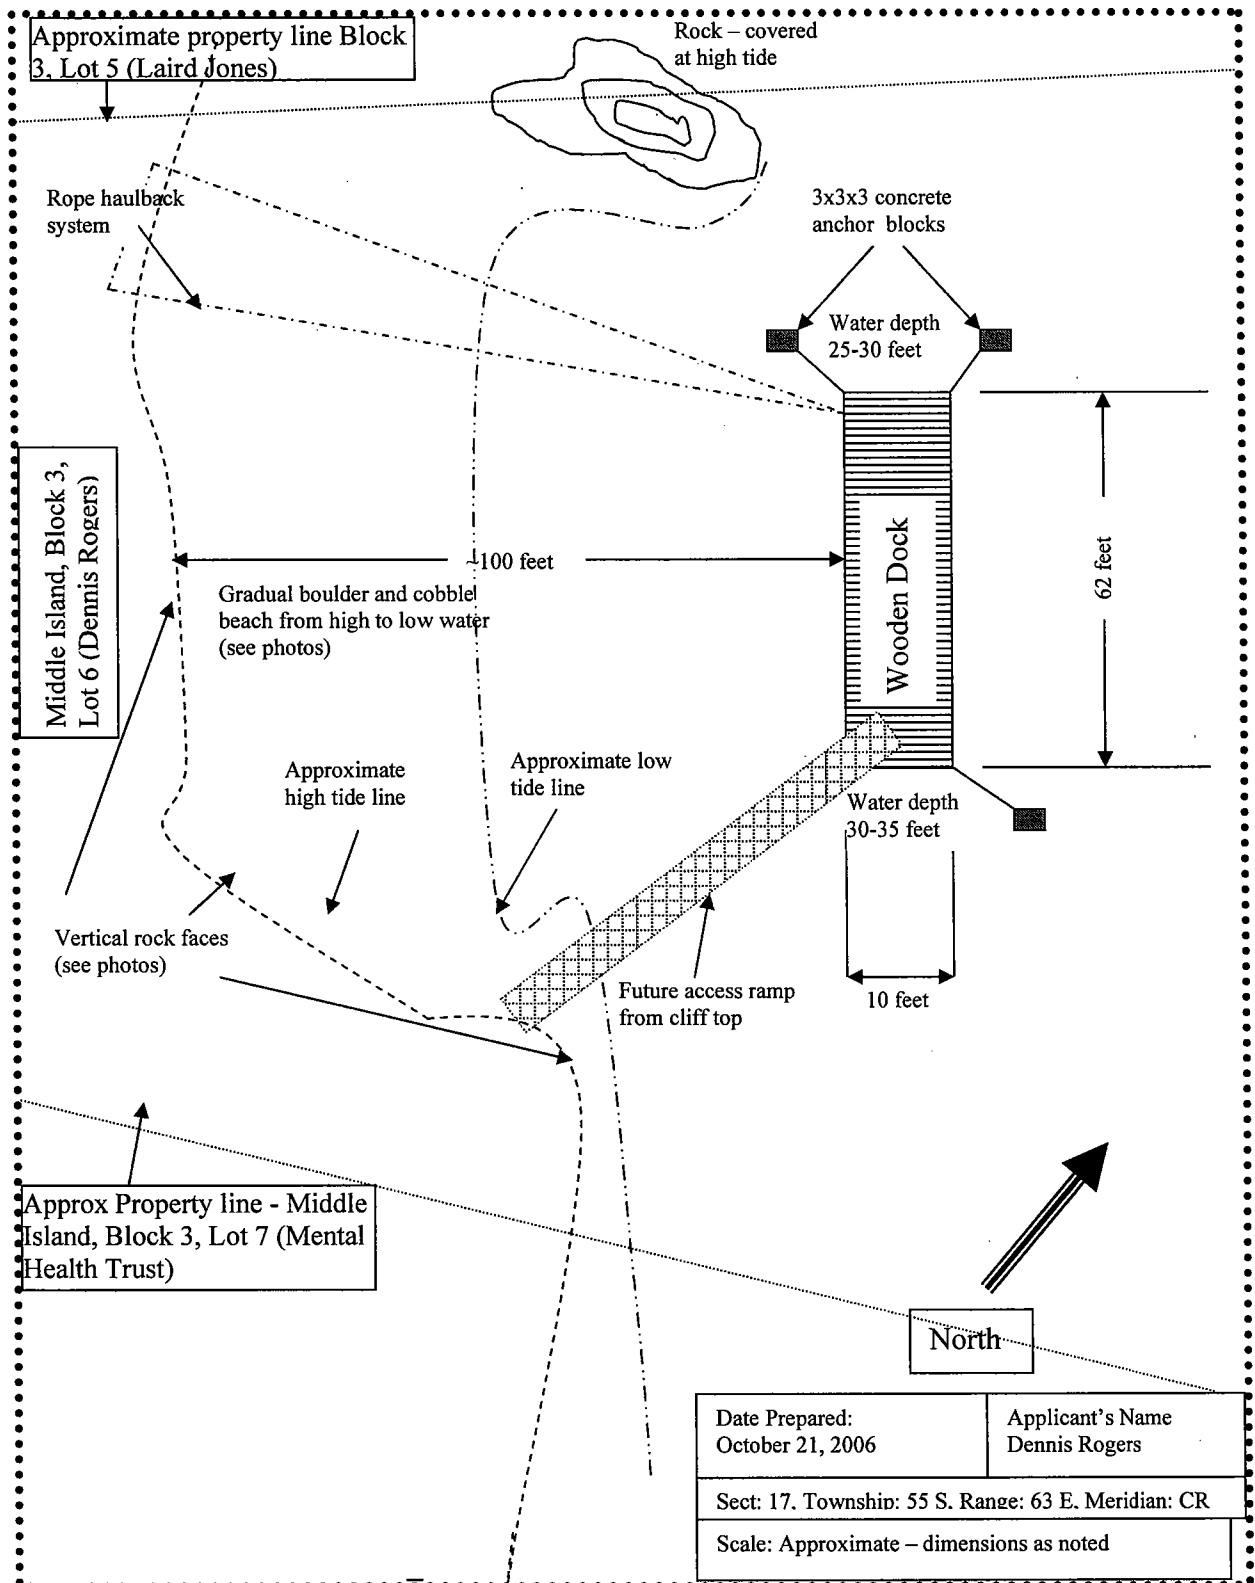 Approximate property line Block
3, Lot 5 (Laird Jones)
Rock – covered
at high tide
Rope haulback
system
3x3x3 concrete
anchor blocks
Water depth
25-30 feet
Middle Island, Block 3,
Lot 6 (Dennis Rogers)
~100 feet
Wooden Dock
62 feet
Gradual boulder and cobble
beach from high to low water
(see photos)
Approximate
high tide line
Approximate low
tide line
Water depth
30-35 feet
Vertical rock faces
(see photos)
Future access ramp
from cliff top
10 feet
Approx Property line - Middle
Island, Block 3, Lot 7 (Mental
Health Trust)
North
Date Prepared:
October 21, 2006
Applicant's Name
Dennis Rogers
Sect: 17, Township: 55 S, Range: 63 E, Meridian: CR
Scale: Approximate – dimensions as noted